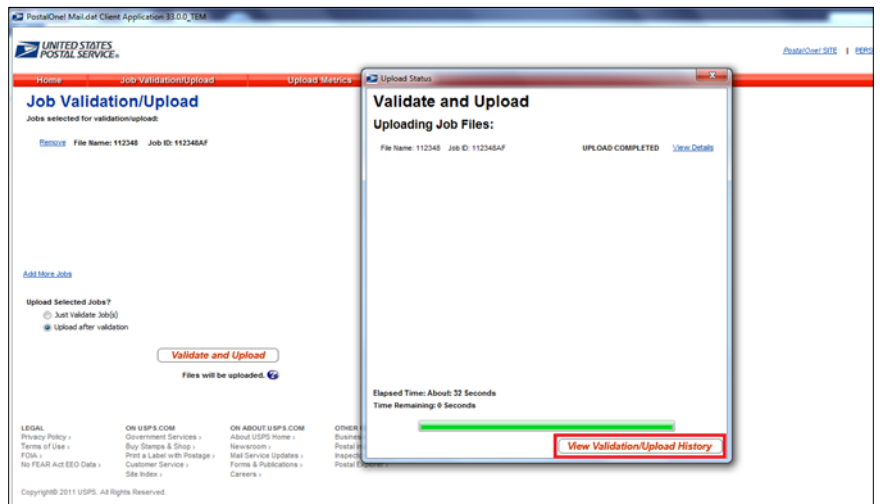 PostalOne! Mail.dat Client Application 33.0.0_TEM
UNITED STATES
POSTAL SERVICE®
PostalOne! SITE | PERS
Home Job Validation/Upload Upload Metrics
Job Validation/Upload
Jobs selected for validation/upload:
Remove File Name: 112348 Job ID: 112348AF
Add More Jobs
Upload Selected Jobs?
Just Validate Job(s)
Upload after validation
Validate and Upload
Files will be uploaded. ?
Upload Status
Validate and Upload
Uploading Job Files:
File Name: 112348 Job ID: 112348AF UPLOAD COMPLETED View Details
Elapsed Time: About: 32 Seconds
Time Remaining: 0 Seconds
View Validation/Upload History
LEGAL
Privacy Policy ›
Terms of Use ›
FOIA ›
No FEAR Act EEO Data ›
ON USPS.COM
Government Services ›
Buy Stamps & Shop ›
Print a Label with Postage ›
Customer Service ›
Site Index ›
ON ABOUT.USPS.COM
About USPS Home ›
Newsroom ›
Mail Service Updates ›
Forms & Publications ›
Careers ›
OTHER
Busines
Postal
Inspecto
Postal Explorer ›
Copyright© 2011 USPS. All Rights Reserved.